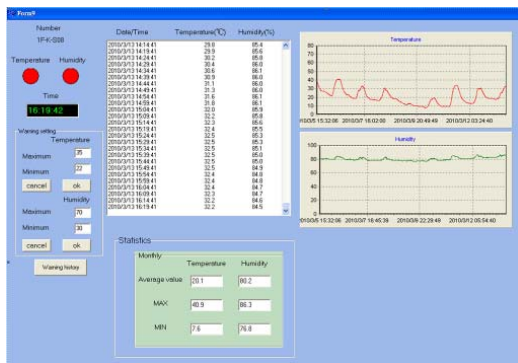 Form8
Number
1P-K-008
Temperature Humidity
Time
16:19:42
Warning setting
Temperature
Maximum 35
Minimum 22
cancel ok
Humidity
Maximum 70
Minimum 30
cancel ok
Warning history
Date/Time Temperature(℃) Humidity(%)
2010/3/13 14:14:41 29.8 85.4
2010/3/13 14:19:41 29.9 85.6
2010/3/13 14:24:41 30.2 85.8
2010/3/13 14:29:41 30.4 86.0
2010/3/13 14:34:41 30.6 86.1
2010/3/13 14:39:41 30.9 86.0
2010/3/13 14:44:41 31.1 86.0
2010/3/13 14:49:41 31.3 86.0
2010/3/13 14:54:41 31.6 86.1
2010/3/13 14:59:41 31.8 86.1
2010/3/13 15:04:41 32.0 85.9
2010/3/13 15:09:41 32.2 85.8
2010/3/13 15:14:41 32.3 85.6
2010/3/13 15:19:41 32.4 85.5
2010/3/13 15:24:41 32.5 85.3
2010/3/13 15:29:41 32.5 85.3
2010/3/13 15:34:41 32.5 85.1
2010/3/13 15:39:41 32.5 85.0
2010/3/13 15:44:41 32.5 85.0
2010/3/13 15:49:41 32.5 84.9
2010/3/13 15:54:41 32.4 84.8
2010/3/13 15:59:41 32.4 84.8
2010/3/13 16:04:41 32.4 84.7
2010/3/13 16:09:41 32.3 84.7
2010/3/13 16:14:41 32.2 84.6
2010/3/13 16:19:41 32.2 84.5
Temperature
80
70
60
50
40
30
20
10
0
2010/3/5 15:32:06 2010/3/7 16:02:00 2010/3/9 20:49:49 2010/3/12 03:24:40
Humidity
100
80
60
40
20
0
2010/3/5 15:32:06 2010/3/7 16:45:39 2010/3/9 22:29:49 2010/3/12 05:54:40
Statistics
Monthly
Temperature Humidity
Average value 20.1 80.2
MAX 40.9 86.3
MIN 7.6 76.0